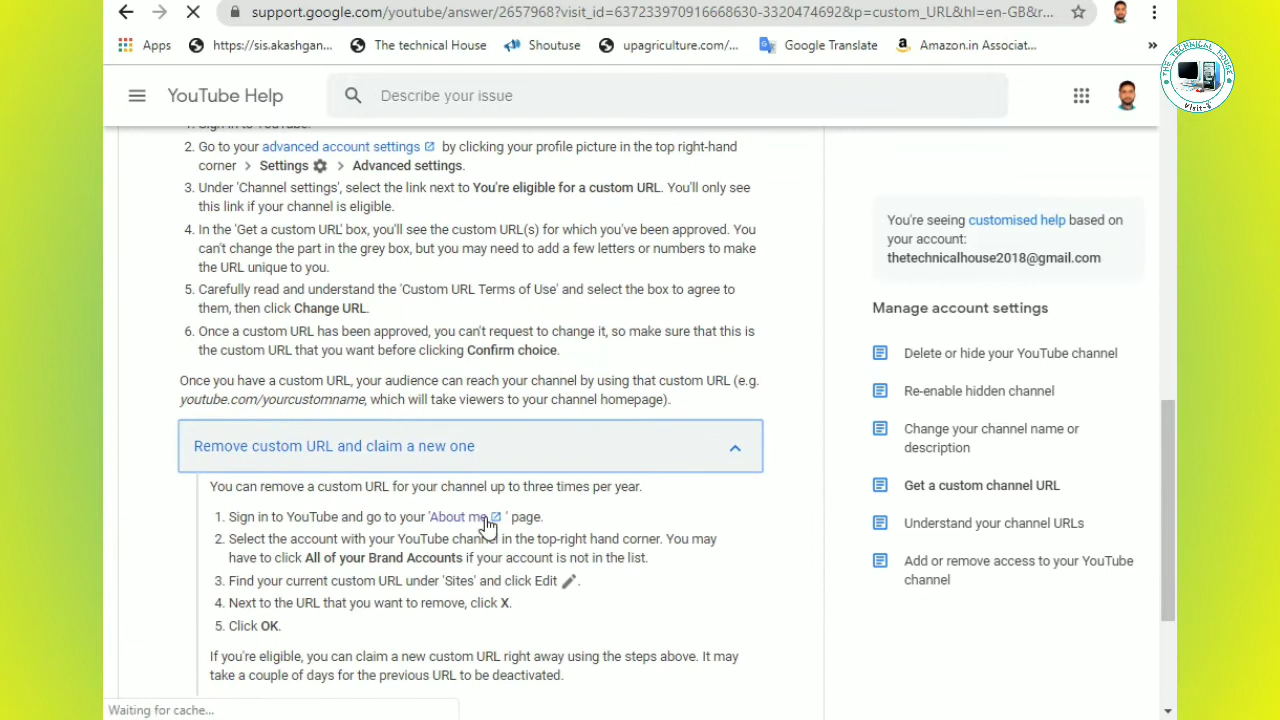 support.google.com/youtube/answer/2657968?visit_id=637233970916668630-3320474692&p=custom_URL&hl=en-GB&r...
Apps
https://sis.akashgan...
The technical House
Shoutuse
upagriculture.com/...
Google Translate
Amazon.in Associat...
»
THE TECHNICAL HOUSE
YouTube Help
Describe your issue
1. Sign in to YouTube.
2. Go to your advanced account settings by clicking your profile picture in the top right-hand
corner > Settings > Advanced settings.
3. Under 'Channel settings', select the link next to You're eligible for a custom URL. You'll only see
this link if your channel is eligible.
4. In the 'Get a custom URL' box, you'll see the custom URL(s) for which you've been approved. You
can't change the part in the grey box, but you may need to add a few letters or numbers to make
the URL unique to you.
5. Carefully read and understand the 'Custom URL Terms of Use' and select the box to agree to
them, then click Change URL.
6. Once a custom URL has been approved, you can't request to change it, so make sure that this is
the custom URL that you want before clicking Confirm choice.
Once you have a custom URL, your audience can reach your channel by using that custom URL (e.g.
youtube.com/yourcustomname, which will take viewers to your channel homepage).
Remove custom URL and claim a new one
You can remove a custom URL for your channel up to three times per year.
1. Sign in to YouTube and go to your 'About me ' page.
2. Select the account with your YouTube channel in the top-right hand corner. You may
have to click All of your Brand Accounts if your account is not in the list.
3. Find your current custom URL under 'Sites' and click Edit .
4. Next to the URL that you want to remove, click X.
5. Click OK.
If you're eligible, you can claim a new custom URL right away using the steps above. It may
take a couple of days for the previous URL to be deactivated.
You're seeing customised help based on
your account:
thetechnicalhouse2018@gmail.com
Manage account settings
Delete or hide your YouTube channel
Re-enable hidden channel
Change your channel name or
description
Get a custom channel URL
Understand your channel URLs
Add or remove access to your YouTube
channel
Waiting for cache...